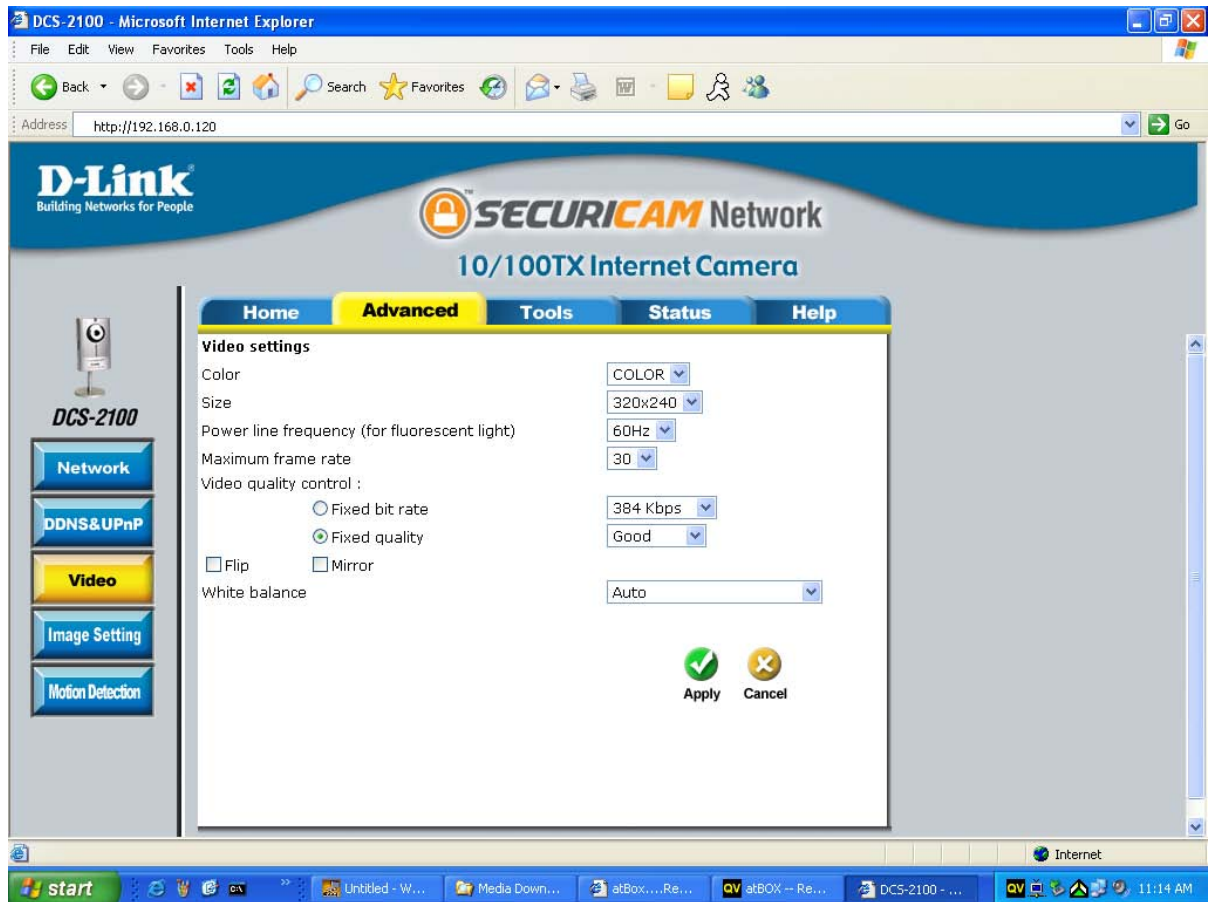 DCS-2100 - Microsoft Internet Explorer
File Edit View Favorites Tools Help
Back Search Favorites
Address http://192.168.0.120 Go
D-Link
Building Networks for People
SECURICAM Network
™
10/100TX Internet Camera
Home Advanced Tools Status Help
DCS-2100
Network
DDNS&UPnP
Video
Image Setting
Motion Detection
Video settings
Color COLOR
Size 320x240
Power line frequency (for fluorescent light) 60Hz
Maximum frame rate 30
Video quality control :
Fixed bit rate 384 Kbps
Fixed quality Good
Flip Mirror
White balance Auto
Apply Cancel
Internet
start Untitled - W... Media Down... atBox....Re... QV atBOX -- Re... DCS-2100 - ... QV 11:14 AM